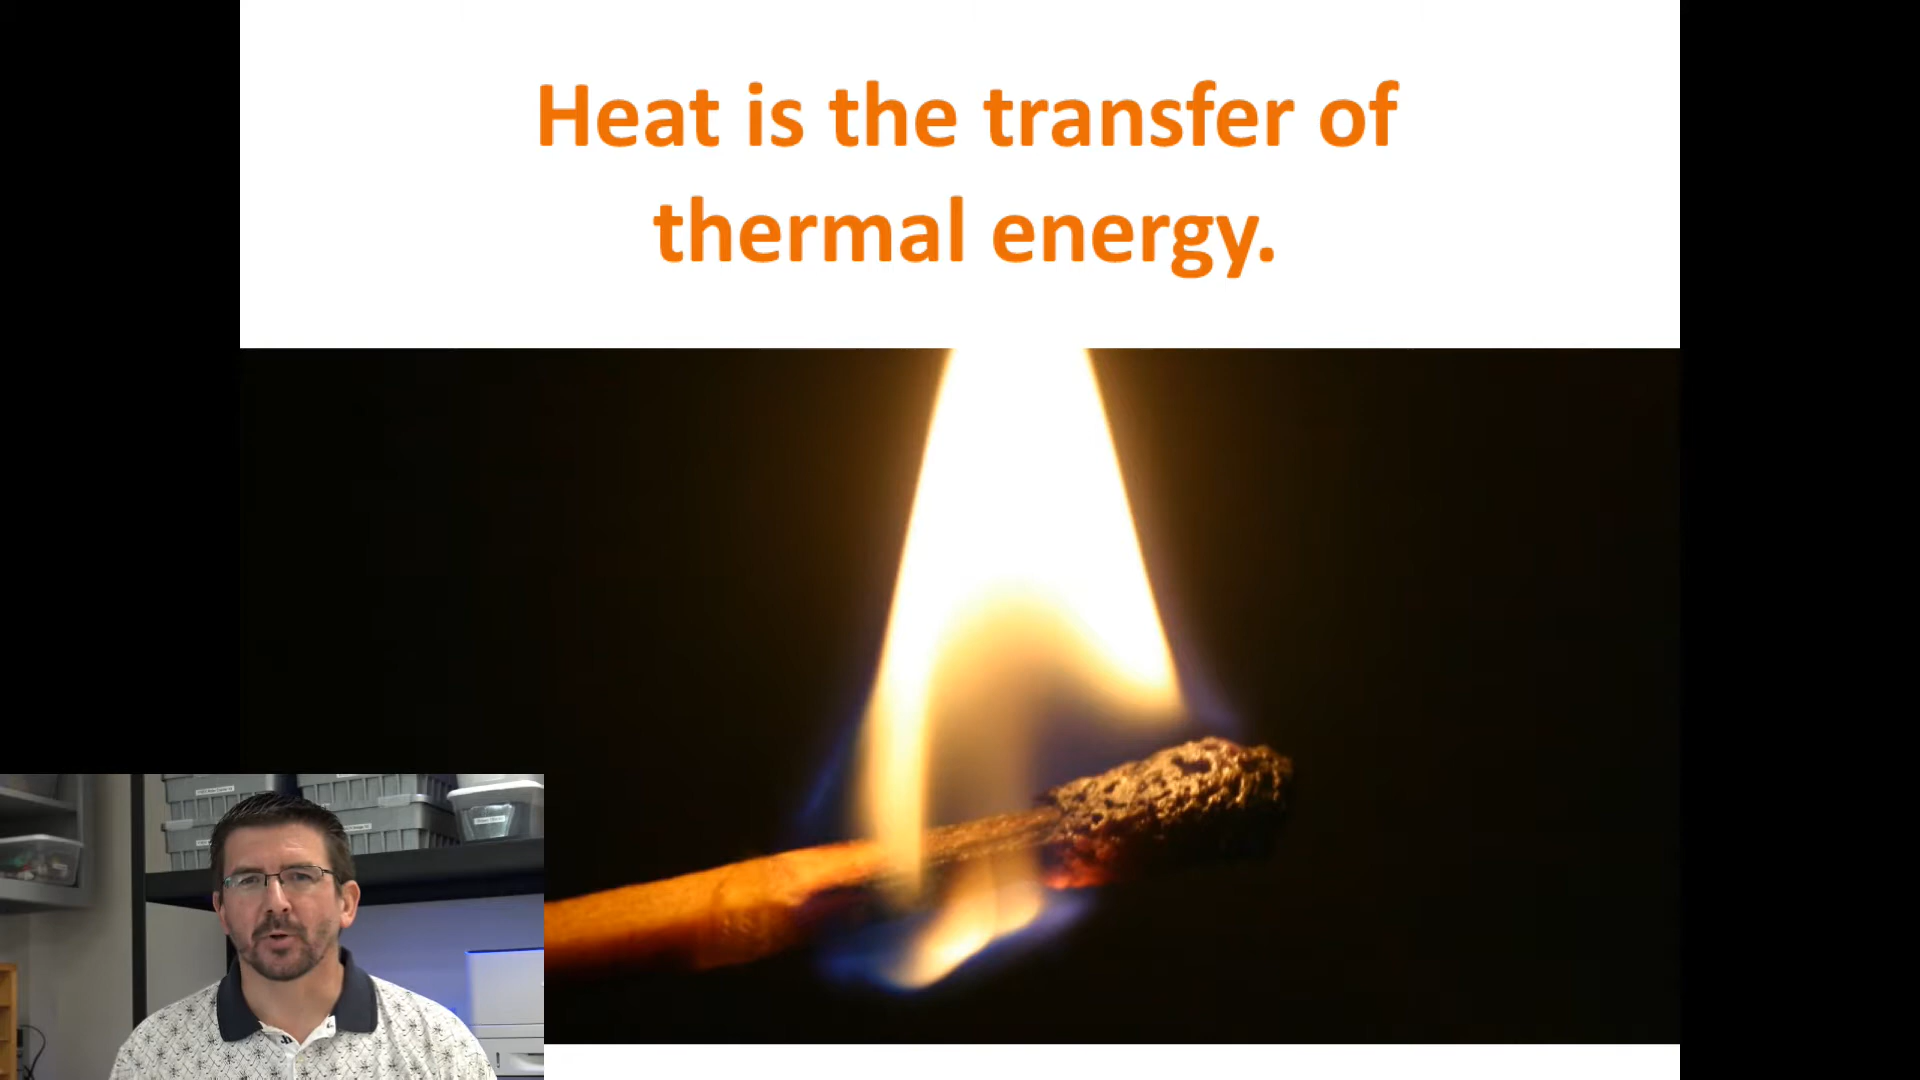 Heat is the transfer of
thermal energy.